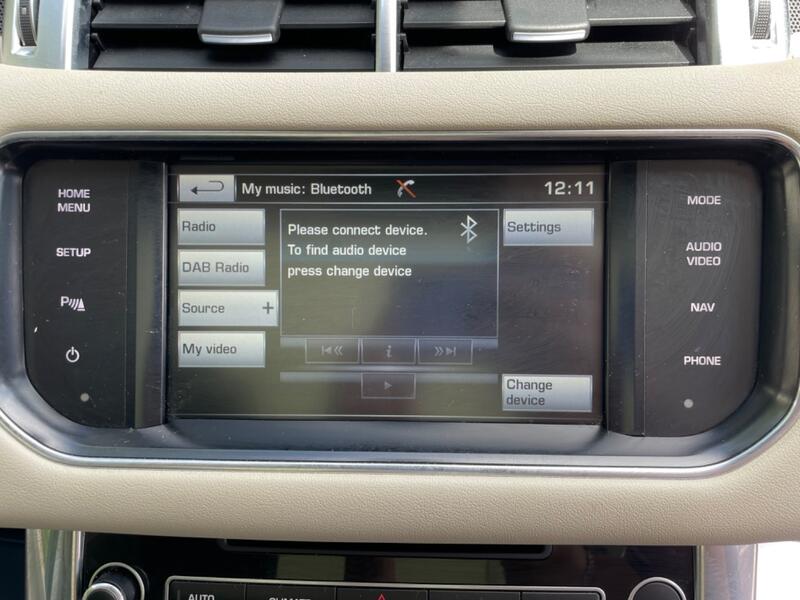 HOME
MENU
SETUP
P
My music: Bluetooth
12:11
Radio
DAB Radio
Source +
My video
Please connect device.
To find audio device
press change device
Settings
i
Change
device
MODE
AUDIO
VIDEO
NAV
PHONE
AUTO
CLIMATE